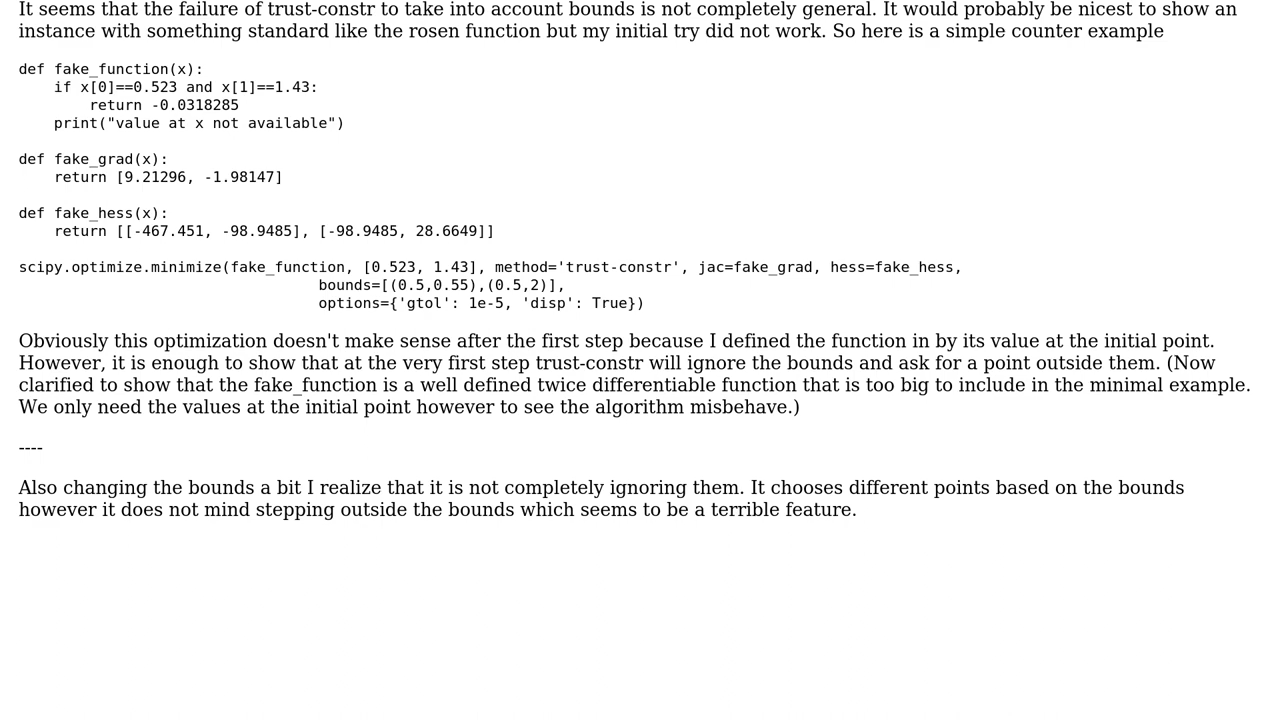 It seems that the failure of trust-constr to take into account bounds is not completely general. It would probably be nicest to show an
instance with something standard like the rosen function but my initial try did not work. So here is a simple counter example
def fake_function(x):
    if x[0]==0.523 and x[1]==1.43:
        return -0.0318285
    print("value at x not available")
def fake_grad(x):
    return [9.21296, -1.98147]
def fake_hess(x):
    return [[-467.451, -98.9485], [-98.9485, 28.6649]]
scipy.optimize.minimize(fake_function, [0.523, 1.43], method='trust-constr', jac=fake_grad, hess=fake_hess,
                                  bounds=[(0.5,0.55),(0.5,2)],
                                  options={'gtol': 1e-5, 'disp': True})
Obviously this optimization doesn't make sense after the first step because I defined the function in by its value at the initial point.
However, it is enough to show that at the very first step trust-constr will ignore the bounds and ask for a point outside them. (Now
clarified to show that the fake_function is a well defined twice differentiable function that is too big to include in the minimal example.
We only need the values at the initial point however to see the algorithm misbehave.)
----
Also changing the bounds a bit I realize that it is not completely ignoring them. It chooses different points based on the bounds
however it does not mind stepping outside the bounds which seems to be a terrible feature.